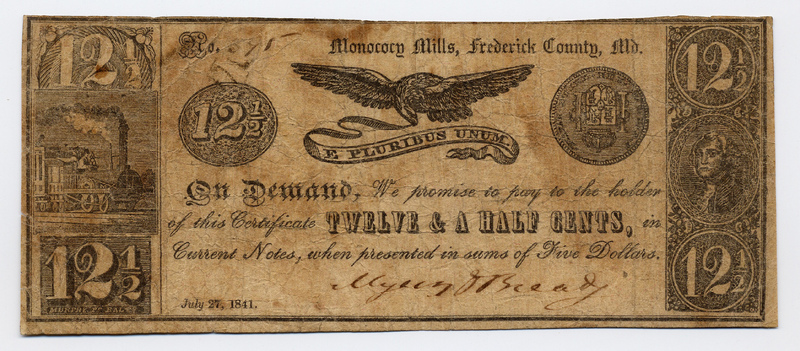 12½
No.
Monococy Mills, Frederick County, Md.
12½
12½
E PLURIBUS UNUM.
On Demand, We promise to pay to the holder
of this Certificate TWELVE & A HALF CENTS, in
Current Notes, when presented in sums of Five Dollars.
July 27, 1841.
12½
12½